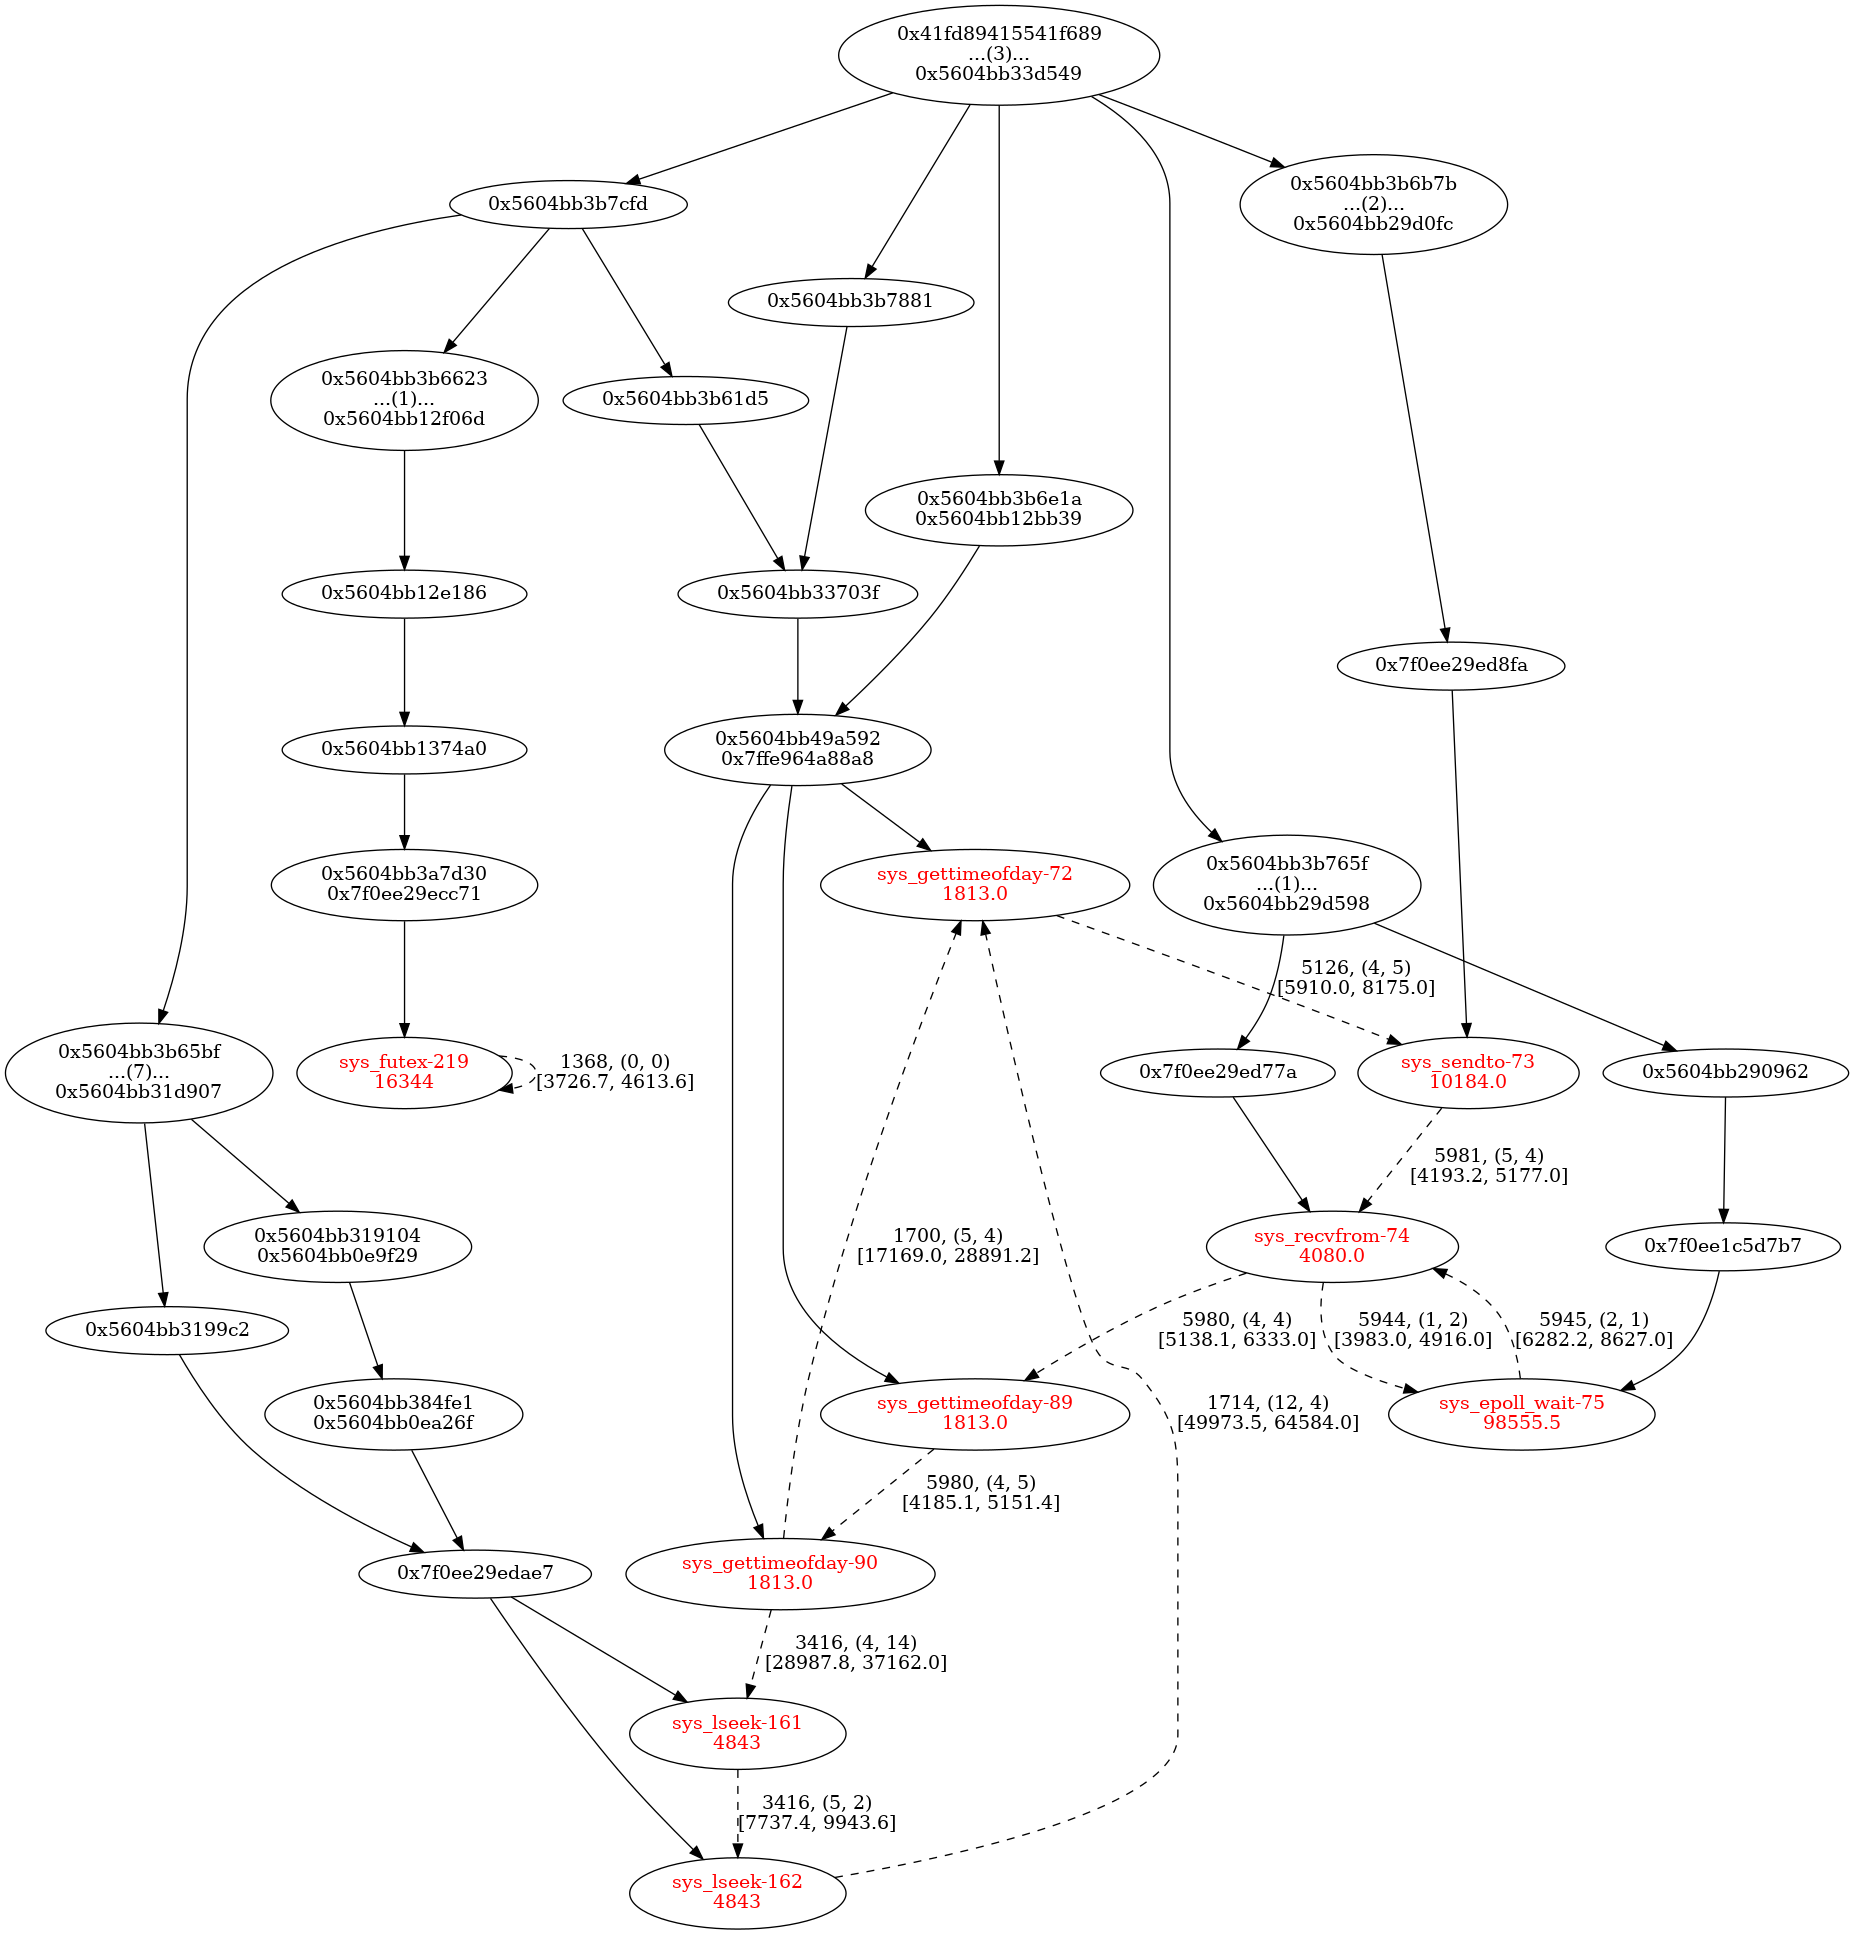 0x41fd89415541f689
...(3)...
0x5604bb33d549
0x5604bb3b7cfd
0x5604bb3b6b7b
...(2)...
0x5604bb29d0fc
0x5604bb3b7881
0x5604bb3b6623
...(1)...
0x5604bb12f06d
0x5604bb3b61d5
0x5604bb3b6e1a
0x5604bb12bb39
0x5604bb12e186
0x5604bb33703f
0x7f0ee29ed8fa
0x5604bb1374a0
0x5604bb49a592
0x7ffe964a88a8
0x5604bb3a7d30
0x7f0ee29ecc71
sys_gettimeofday-72
1813.0
0x5604bb3b765f
...(1)...
0x5604bb29d598
5126, (4, 5)
[5910.0, 8175.0]
0x5604bb3b65bf
...(7)...
0x5604bb31d907
sys_futex-219
16344
1368, (0, 0)
[3726.7, 4613.6]
0x7f0ee29ed77a
sys_sendto-73
10184.0
0x5604bb290962
5981, (5, 4)
[4193.2, 5177.0]
0x5604bb319104
0x5604bb0e9f29
1700, (5, 4)
[17169.0, 28891.2]
sys_recvfrom-74
4080.0
0x7f0ee1c5d7b7
0x5604bb3199c2
5980, (4, 4)
[5138.1, 6333.0]
5944, (1, 2)
[3983.0, 4916.0]
5945, (2, 1)
[6282.2, 8627.0]
0x5604bb384fe1
0x5604bb0ea26f
sys_gettimeofday-89
1813.0
1714, (12, 4)
[49973.5, 64584.0]
sys_epoll_wait-75
98555.5
5980, (4, 5)
[4185.1, 5151.4]
0x7f0ee29edae7
sys_gettimeofday-90
1813.0
3416, (4, 14)
[28987.8, 37162.0]
sys_lseek-161
4843
3416, (5, 2)
[7737.4, 9943.6]
sys_lseek-162
4843